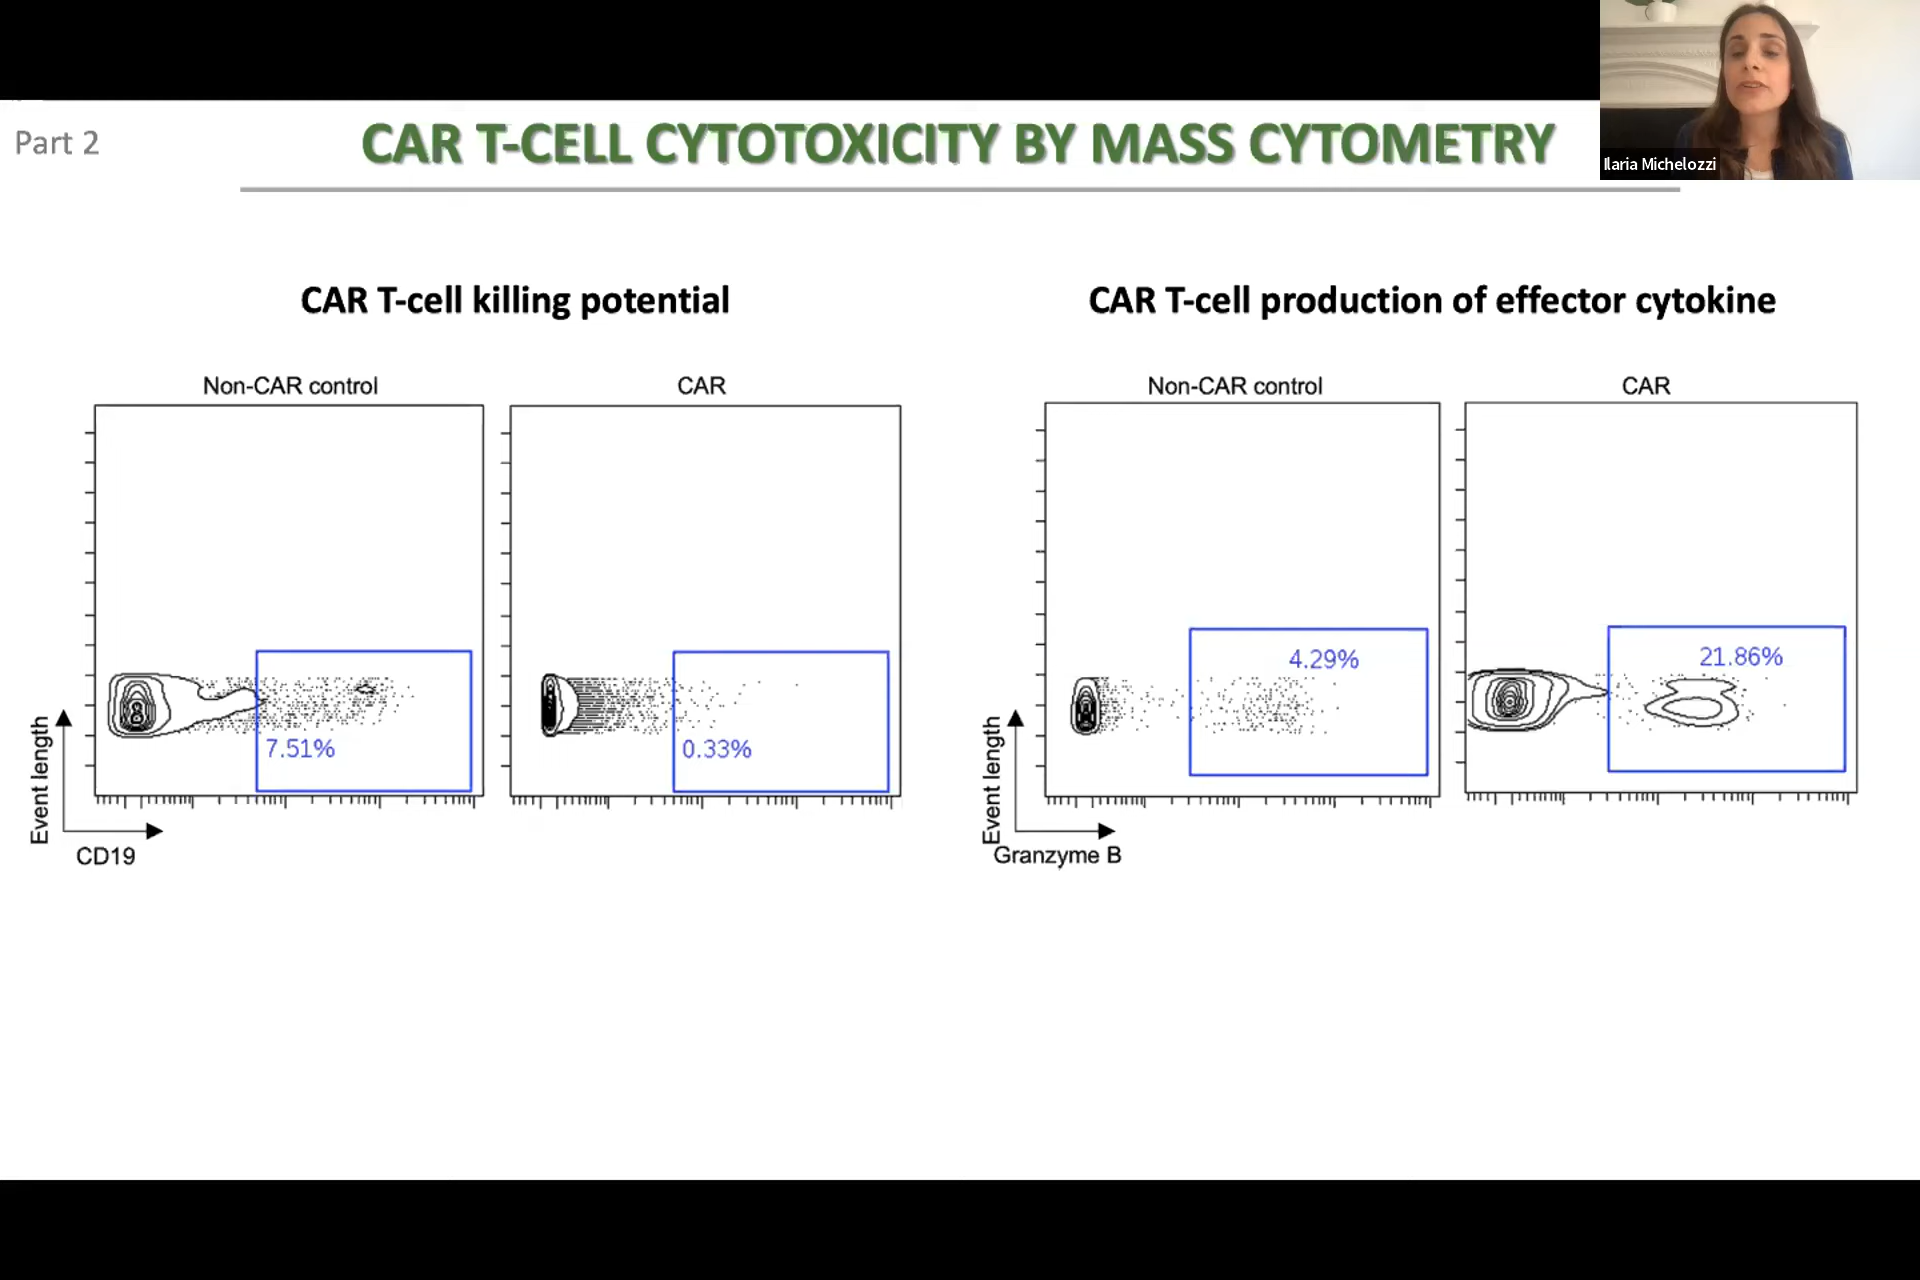 Part 2
CAR T-CELL CYTOTOXICITY BY MASS CYTOMETRY
Ilaria Michelozzi
CAR T-cell killing potential
CAR T-cell production of effector cytokine
Non-CAR control
CAR
Non-CAR control
CAR
7.51%
0.33%
4.29%
21.86%
Event length
CD19
Event length
Granzyme B